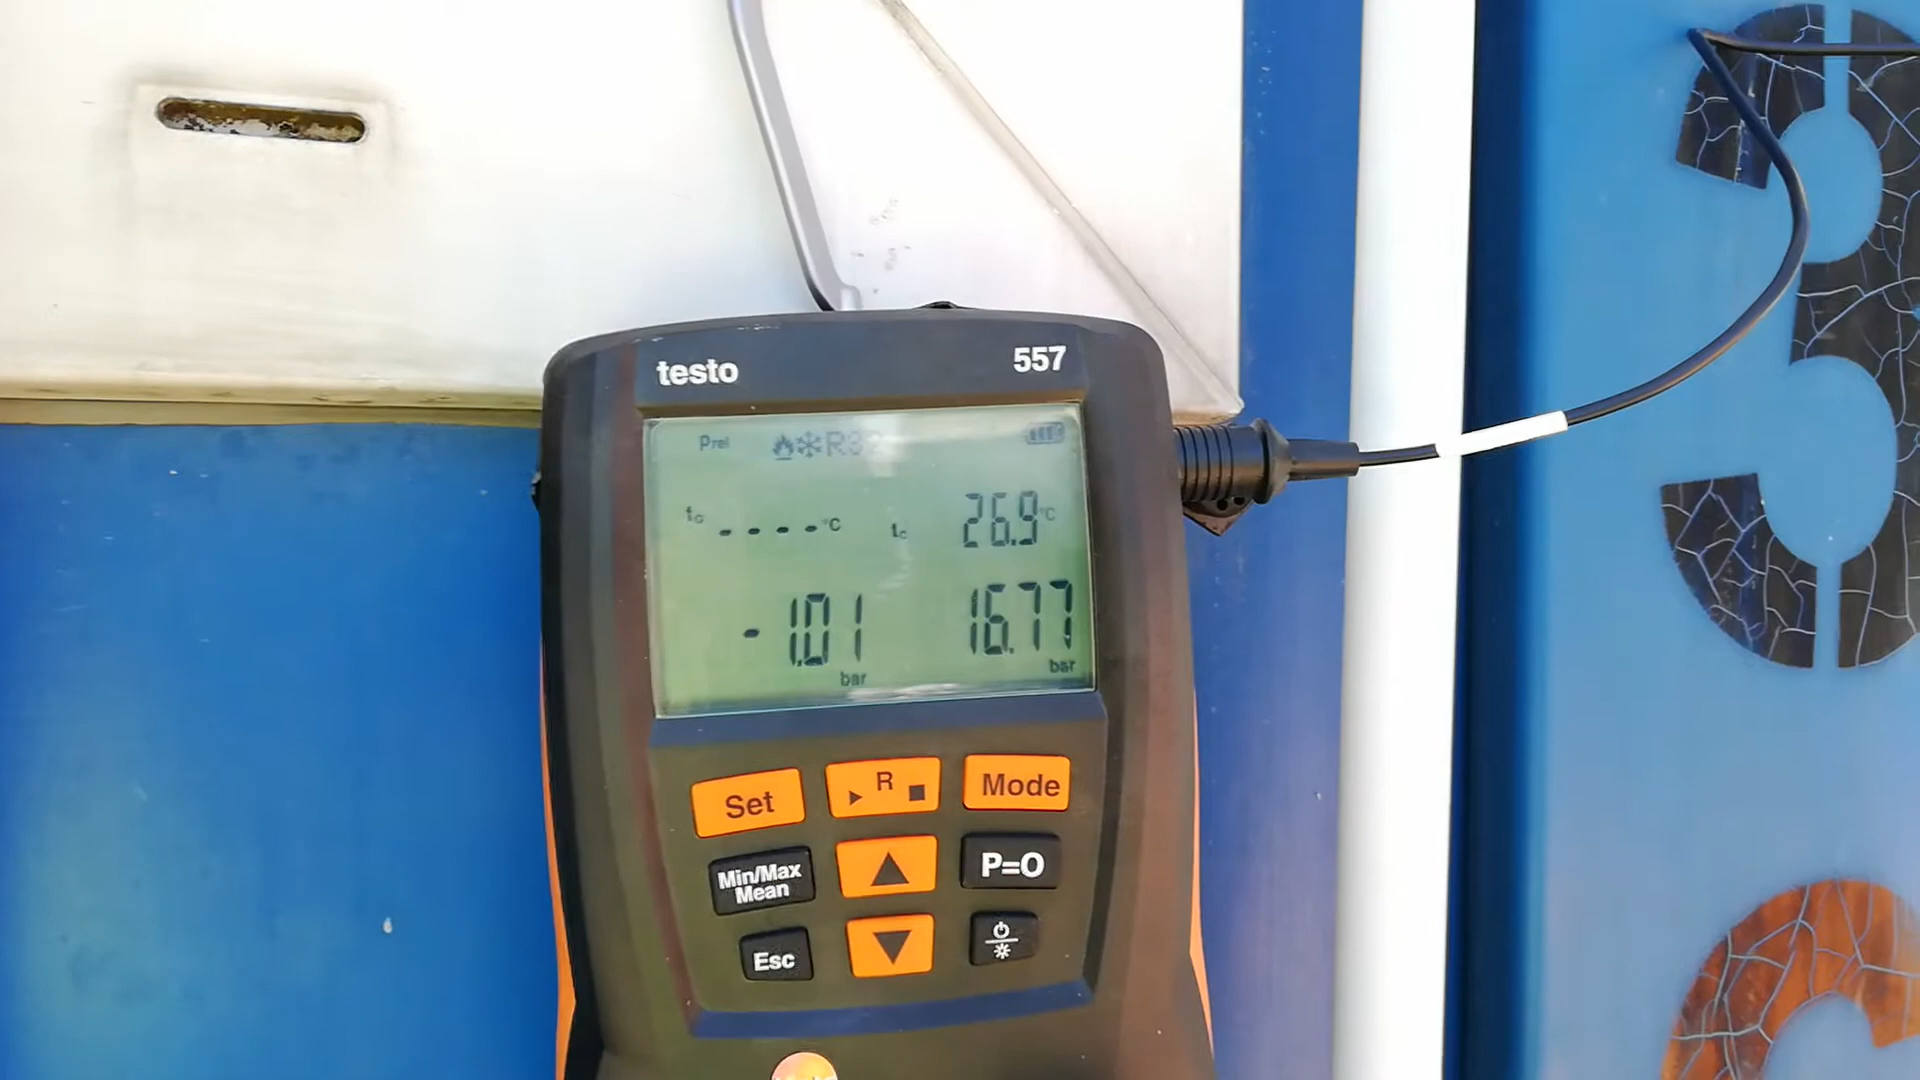 testo 557
Prel
tc - - - - °C tc 26.9 °C
-1.01 16.77
bar bar
Set R Mode
Min/Max
Mean
P=O
Esc